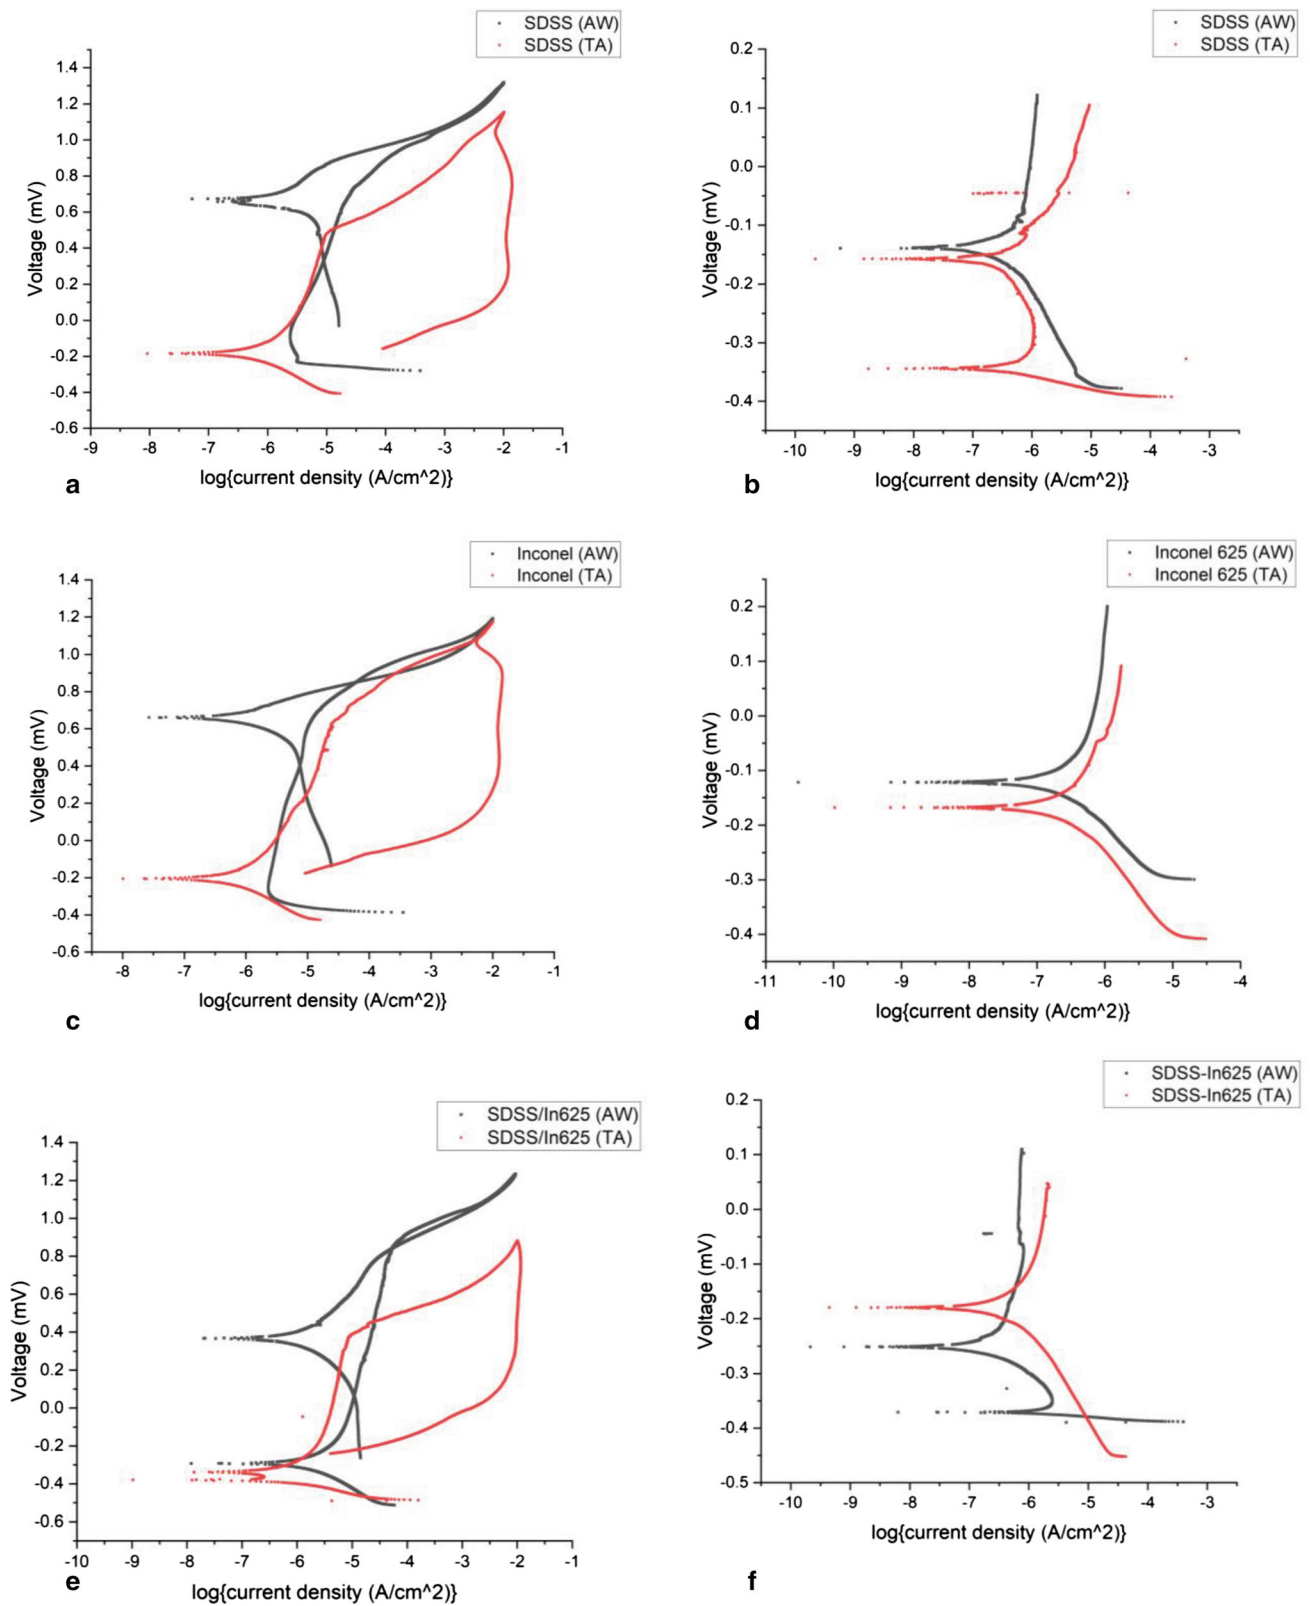 SDSS (AW)
SDSS (TA)
1.4
1.2
1.0
0.8
0.6
0.4
0.2
0.0
-0.2
-0.4
-0.6
Voltage (mV)
-9 -8 -7 -6 -5 -4 -3 -2 -1
log{current density (A/cm^2)}
a
SDSS (AW)
SDSS (TA)
0.2
0.1
0.0
-0.1
-0.2
-0.3
-0.4
Voltage (mV)
-10 -9 -8 -7 -6 -5 -4 -3
log{current density (A/cm^2)}
b
Inconel (AW)
Inconel (TA)
1.4
1.2
1.0
0.8
0.6
0.4
0.2
0.0
-0.2
-0.4
-0.6
Voltage (mV)
-8 -7 -6 -5 -4 -3 -2 -1
log{current density (A/cm^2)}
c
Inconel 625 (AW)
Inconel 625 (TA)
0.2
0.1
0.0
-0.1
-0.2
-0.3
-0.4
Voltage (mV)
-11 -10 -9 -8 -7 -6 -5 -4
log{current density (A/cm^2)}
d
SDSS/In625 (AW)
SDSS/In625 (TA)
1.4
1.2
1.0
0.8
0.6
0.4
0.2
0.0
-0.2
-0.4
-0.6
Voltage (mV)
-10 -9 -8 -7 -6 -5 -4 -3 -2 -1
log{current density (A/cm^2)}
e
SDSS-In625 (AW)
SDSS-In625 (TA)
0.2
0.1
0.0
-0.1
-0.2
-0.3
-0.4
-0.5
Voltage (mV)
-10 -9 -8 -7 -6 -5 -4 -3
log{current density (A/cm^2)}
f